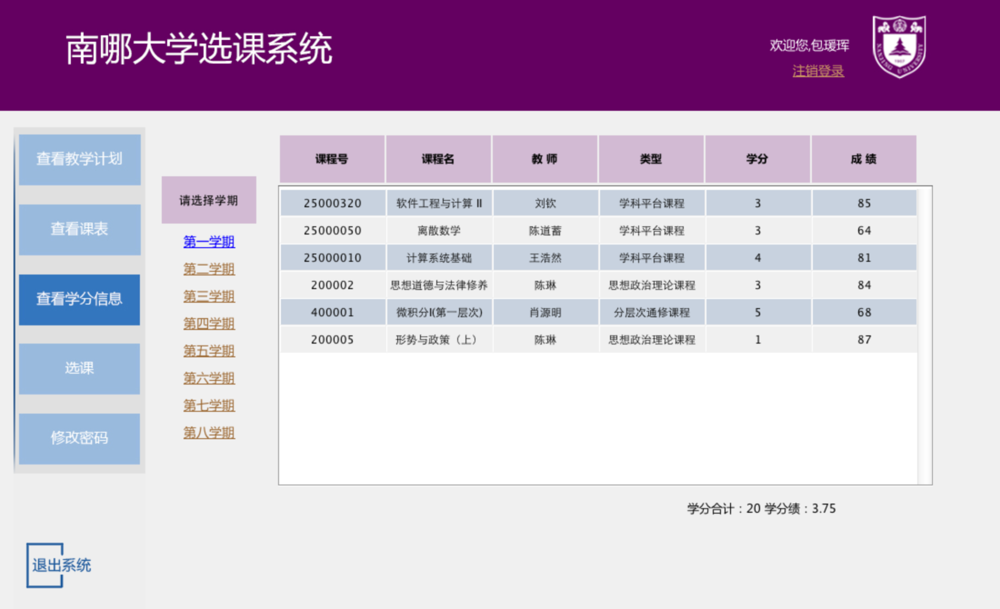 南哪大学选课系统
欢迎您,包瑗珲
注销登录
NANJING UNIVERSITY
1902
查看教学计划
查看课表
查看学分信息
选课
修改密码
退出系统
请选择学期
第一学期
第二学期
第三学期
第四学期
第五学期
第六学期
第七学期
第八学期
课程号 课程名 教 师 类型 学分 成 绩
25000320 软件工程与计算 II 刘钦 学科平台课程 3 85
25000050 离散数学 陈道蓄 学科平台课程 3 64
25000010 计算系统基础 王浩然 学科平台课程 4 81
200002 思想道德与法律修养 陈琳 思想政治理论课程 3 84
400001 微积分I(第一层次) 肖源明 分层次通修课程 5 68
200005 形势与政策（上） 陈琳 思想政治理论课程 1 87
学分合计：20 学分绩：3.75